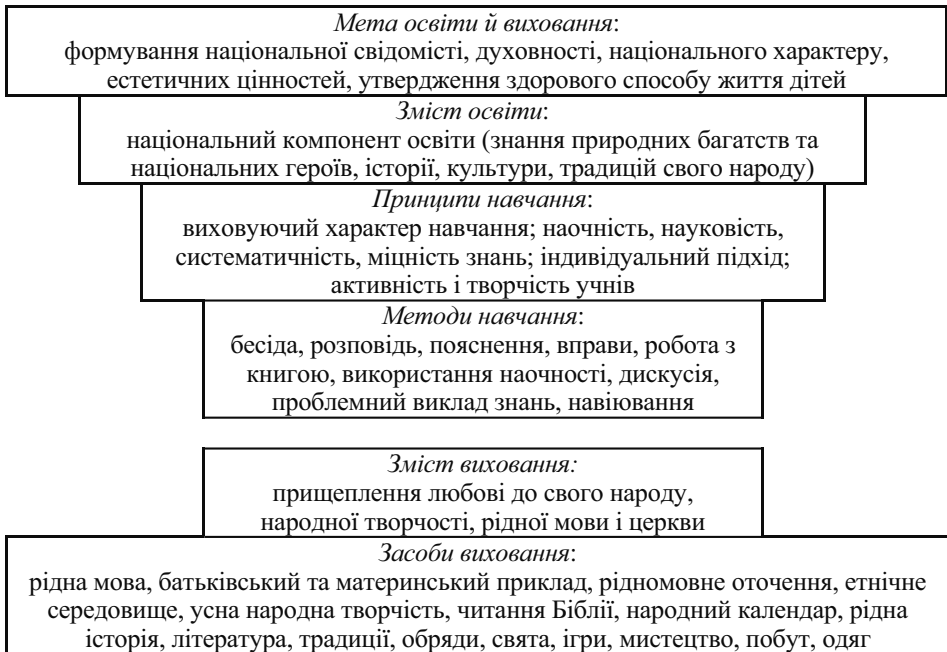 Мета освіти й виховання:
формування національної свідомісті, духовності, національного характеру,
естетичних цінностей, утвердження здорового способу життя дітей
Зміст освіти:
національний компонент освіти (знання природних багатств та
національних героїв, історії, культури, традицій свого народу)
Принципи навчання:
виховуючий характер навчання; наочність, науковість,
систематичність, міцність знань; індивідуальний підхід;
активність і творчість учнів
Методи навчання:
бесіда, розповідь, пояснення, вправи, робота з
книгою, використання наочності, дискусія,
проблемний виклад знань, навіювання
Зміст виховання:
прищеплення любові до свого народу,
народної творчості, рідної мови і церкви
Засоби виховання:
рідна мова, батьківський та материнський приклад, рідномовне оточення, етнічне
середовище, усна народна творчість, читання Біблії, народний календар, рідна
історія, література, традиції, обряди, свята, ігри, мистецтво, побут, одяг